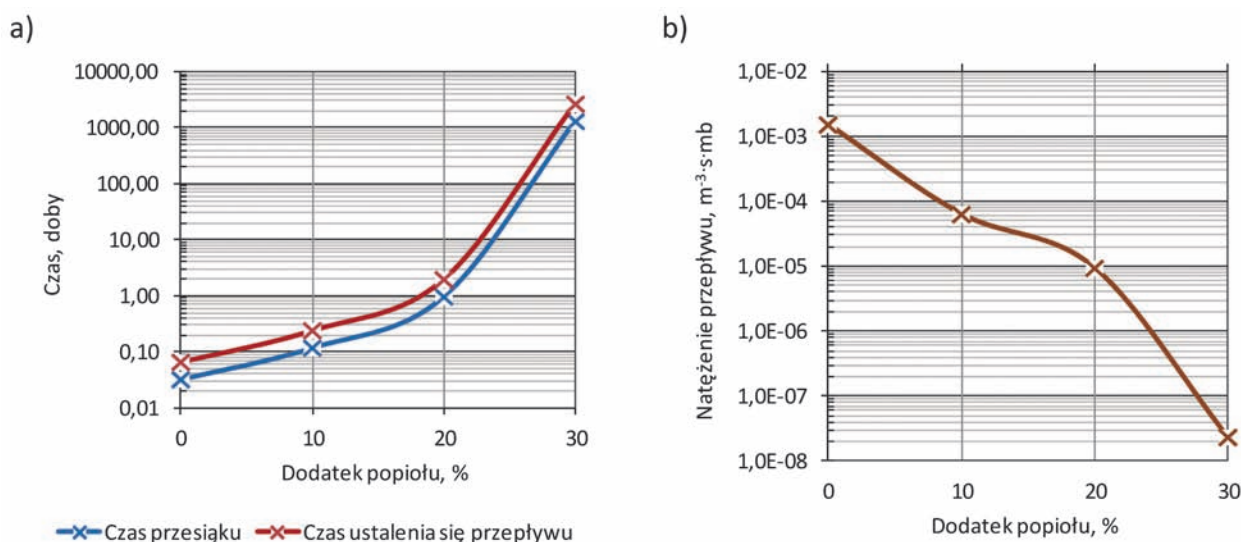 a)
Czas, doby
10000,00
1000,00
100,00
10,00
1,00
0,10
0,01
0 10 20 30
Dodatek popiołu, %
Czas przesiąku Czas ustalenia się przepływu
b)
Natężenie przepływu, m⁻³·s·mb
1,0E-02
1,0E-03
1,0E-04
1,0E-05
1,0E-06
1,0E-07
1,0E-08
0 10 20 30
Dodatek popiołu, %